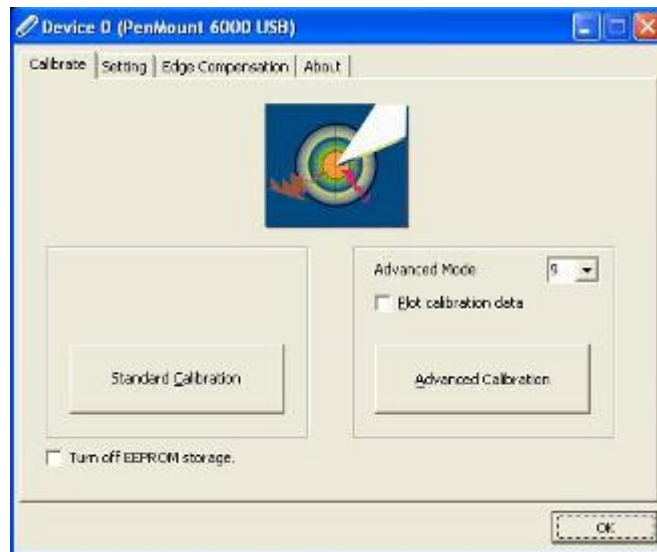 Device 0 (PenMount 6000 USB)
Calibrate Setting Edge Compensation About
Advanced Mode 9
Plot calibration data
Standard Calibration
Advanced Calibration
Turn off EEPROM storage.
OK